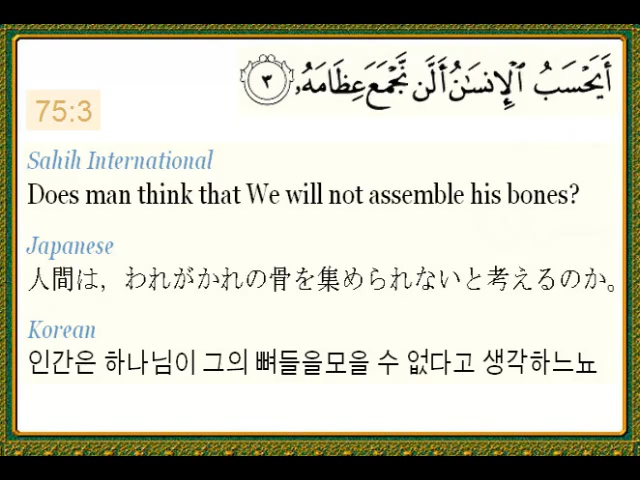 أَيَحْسَبُ ٱلْإِنسَـٰنُ أَلَّن نَّجْمَعَ عِظَامَهُۥ ٣
75:3
Sahih International
Does man think that We will not assemble his bones?
Japanese
人間は，われがかれの骨を集められないと考えるのか。
Korean
인간은 하나님이 그의 뼈들을모을 수 없다고 생각하느뇨